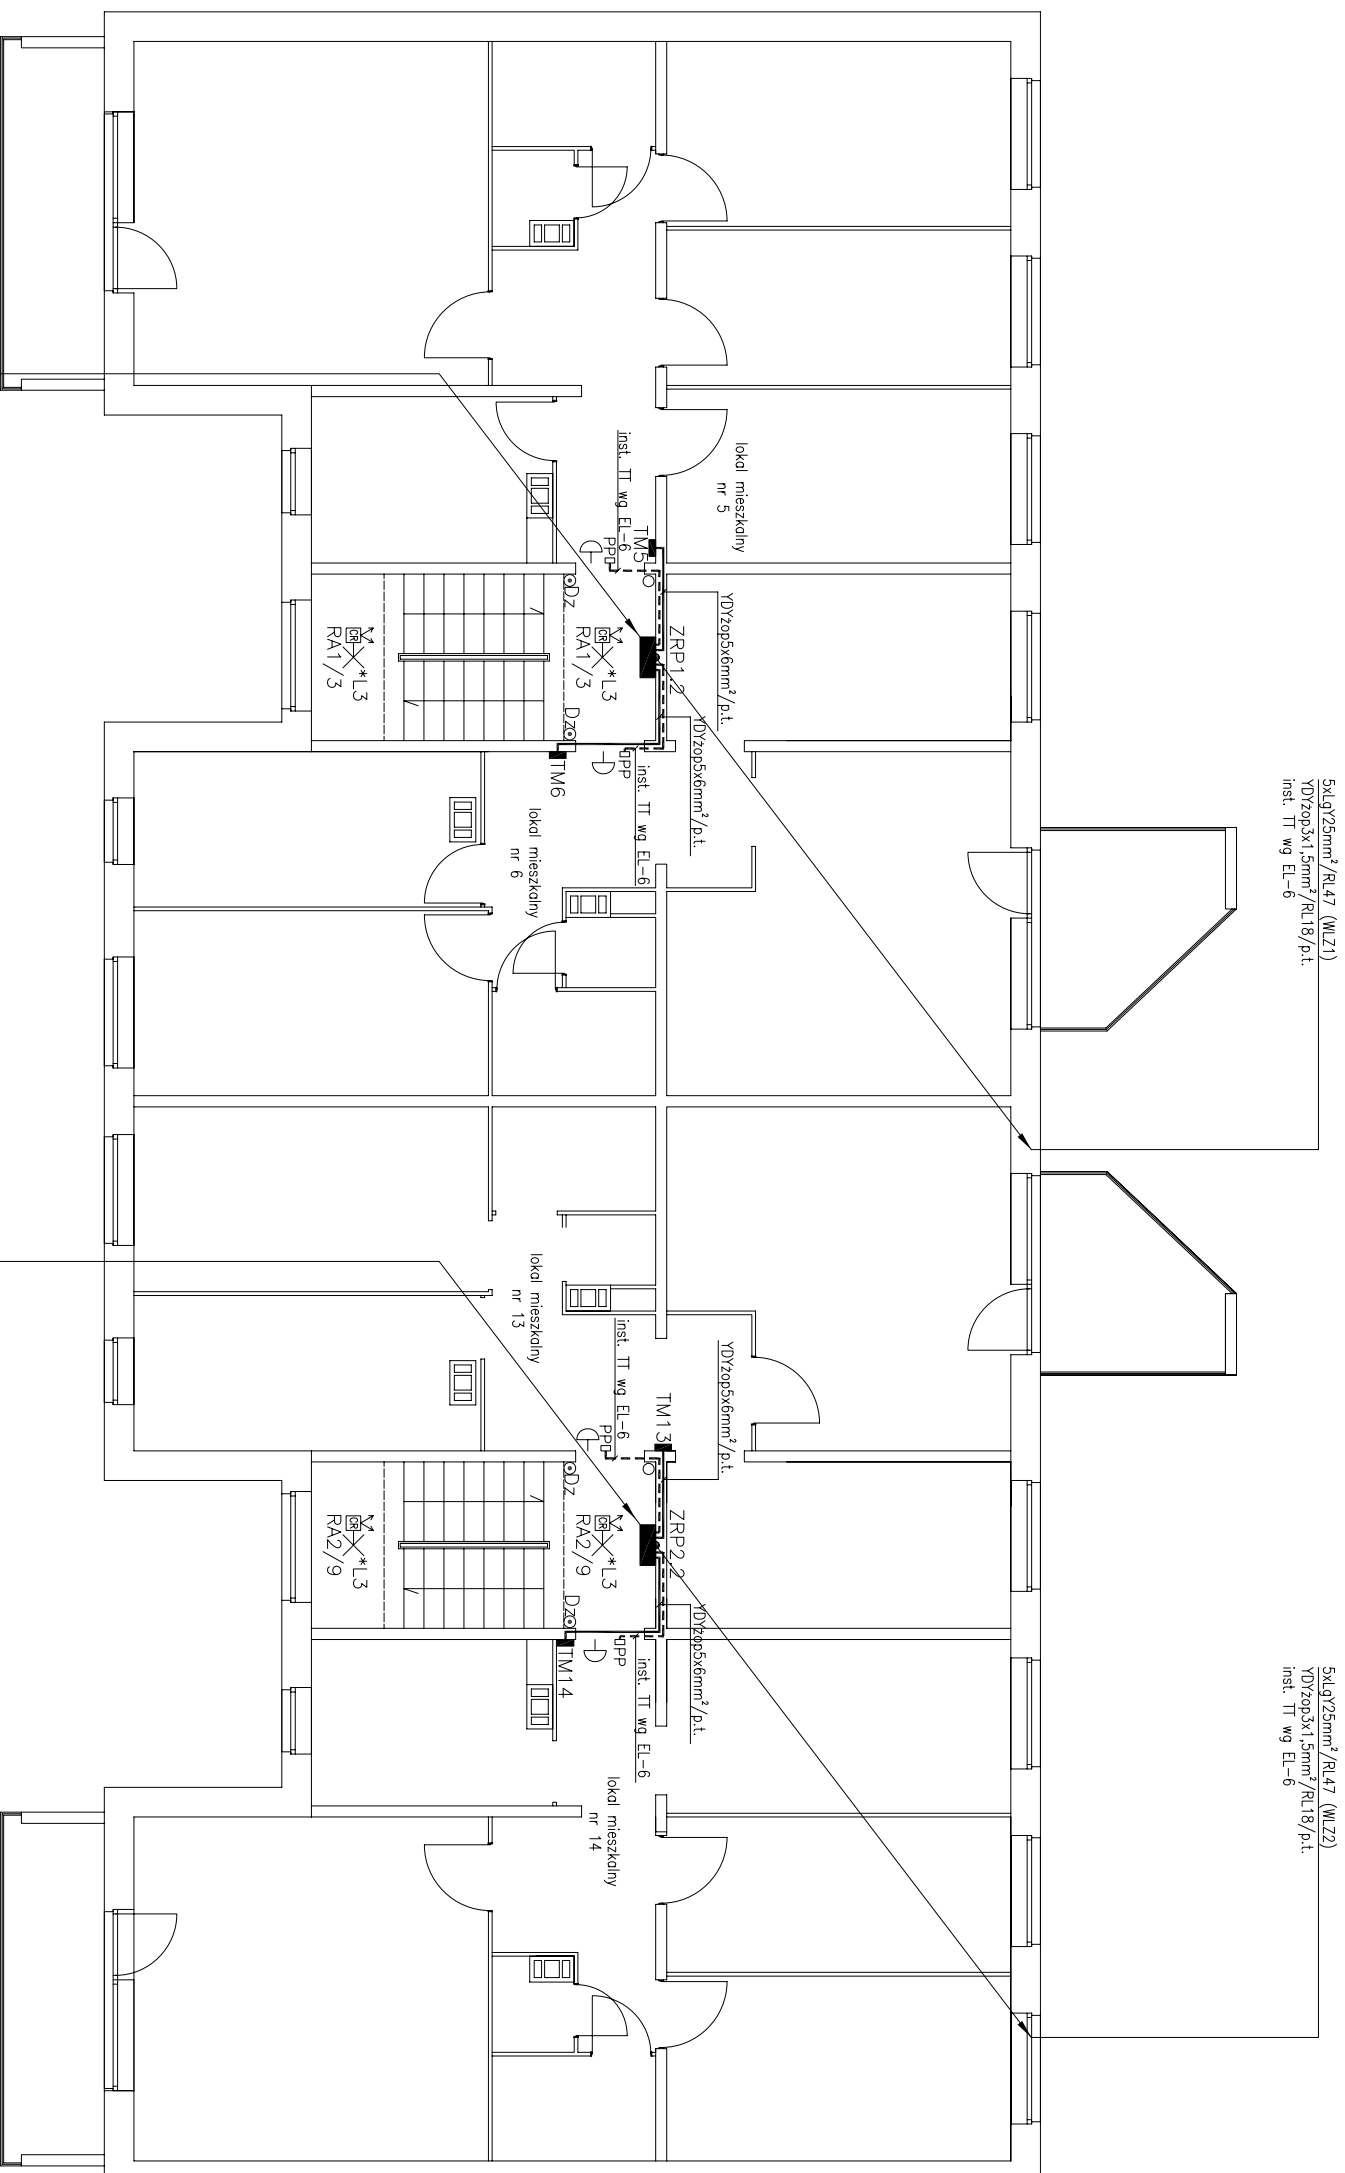 5xLgY25mm²/RL47 (WLZ1)
YDYżop3x1,5mm²/RL18/p.t.
inst. TT wg EL-6
5xLgY25mm²/RL47 (WLZ2)
YDYżop3x1,5mm²/RL18/p.t.
inst. TT wg EL-6
lokal mieszkalny
nr 5
inst. TT wg EL-6
TM5
PP
YDYżop5x6mm²/p.t.
ZRP1.2
YDYżop5x6mm²/p.t.
Dz
*L3
CR
RA1/3
*L3
CR
RA1/3
Dz
PP
inst. TT wg EL-6
TM6
lokal mieszkalny
nr 6
lokal mieszkalny
nr 13
inst. TT wg EL-6
TM13
PP
YDYżop5x6mm²/p.t.
ZRP2.2
YDYżop5x6mm²/p.t.
Dz
*L3
CR
RA2/9
*L3
CR
RA2/9
Dz
PP
inst. TT wg EL-6
TM14
lokal mieszkalny
nr 14